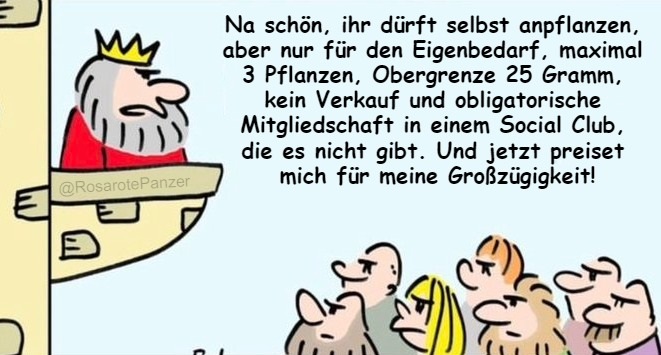 Na schön, ihr dürft selbst anpflanzen,
aber nur für den Eigenbedarf, maximal
3 Pflanzen, Obergrenze 25 Gramm,
kein Verkauf und obligatorische
Mitgliedschaft in einem Social Club,
die es nicht gibt. Und jetzt preiset
mich für meine Großzügigkeit!
@RosarotePanzer